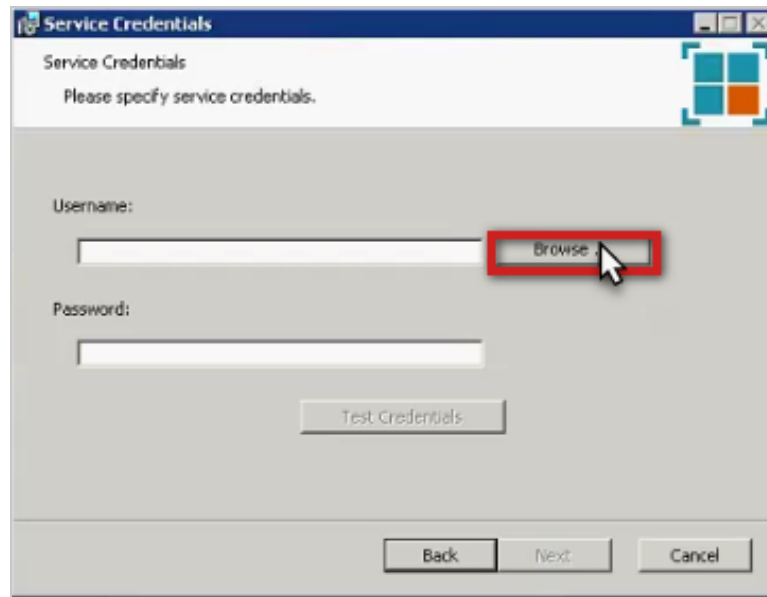 Service Credentials
Service Credentials
Please specify service credentials.
Username:
Browse .
Password:
Test Credentials
Back Next Cancel